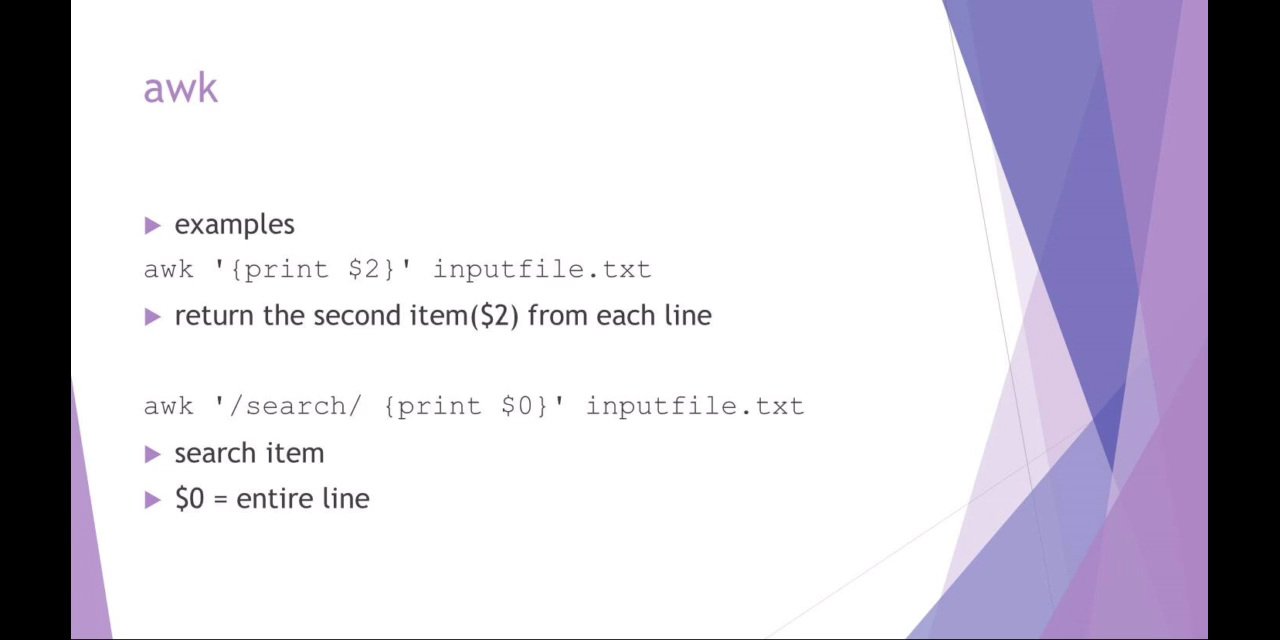 awk
examples
awk '{print $2}' inputfile.txt
return the second item($2) from each line
awk '/search/ {print $0}' inputfile.txt
search item
$0 = entire line